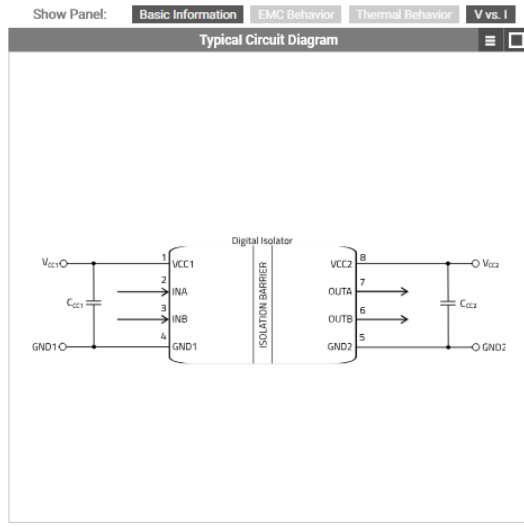 Show Panel: Basic Information EMC Behavior Thermal Behavior V vs. I
Typical Circuit Diagram
Digital Isolator
VCC1 1 VCC1 VCC2 8 VCC2
2 INA OUTA 7
CCC1 ISOLATION BARRIER CCC2
3 INB OUTB 6
GND1 4 GND1 GND2 5 GND2